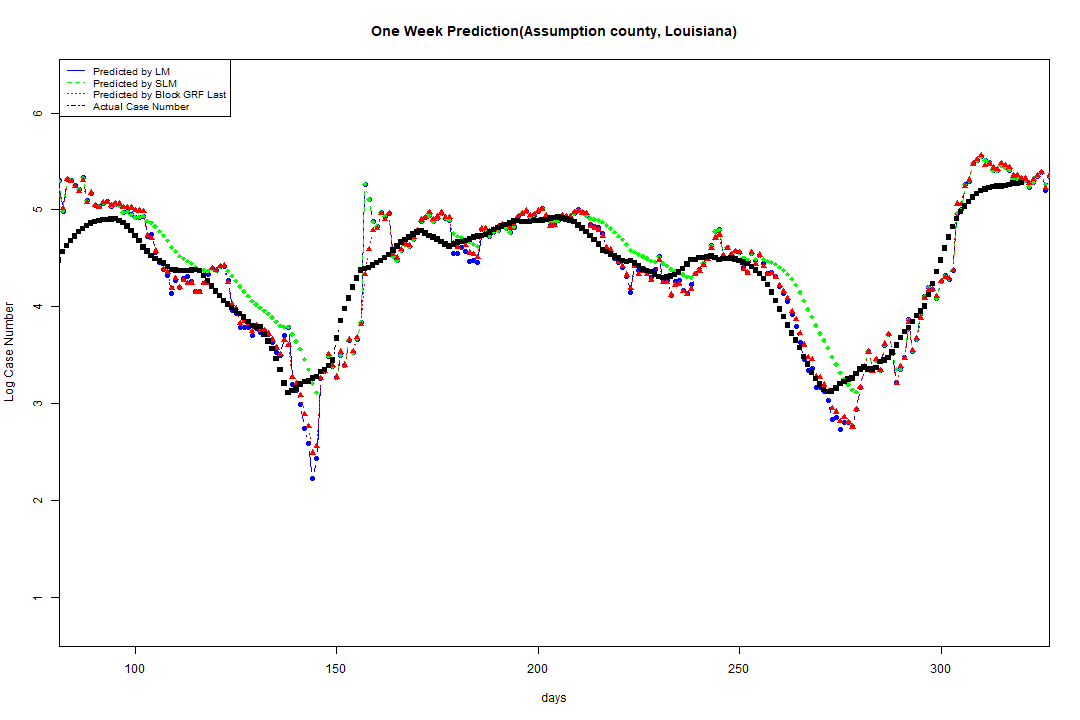 One Week Prediction(Assumption county, Louisiana)
Predicted by LM
Predicted by SLM
Predicted by Block GRF Last
Actual Case Number
6
5
4
3
2
1
Log Case Number
100 150 200 250 300
days